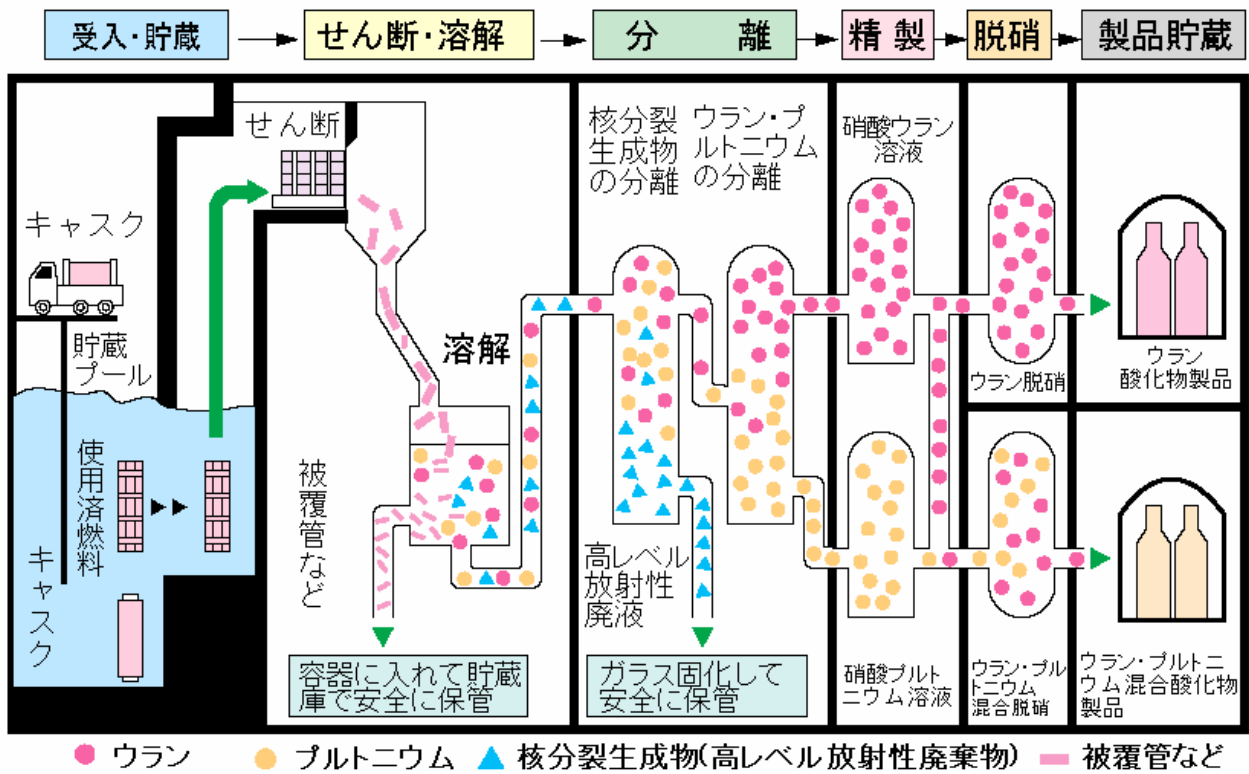 受入・貯蔵
せん断・溶解
分離
精製
脱硝
製品貯蔵
キャスク
貯蔵
プール
使用済燃料
キャスク
せん断
溶解
被覆管など
容器に入れて貯蔵
庫で安全に保管
核分裂
生成物
の分離
ウラン・プ
ルトニウム
の分離
高レベル
放射性
廃液
ガラス固化して
安全に保管
硝酸ウラン
溶液
硝酸プルト
ニウム溶液
ウラン脱硝
ウラン・プル
トニウム
混合脱硝
ウラン
酸化物製品
ウラン・プルトニ
ウム混合酸化物
製品
ウラン
プルトニウム
核分裂生成物(高レベル放射性廃棄物)
被覆管など